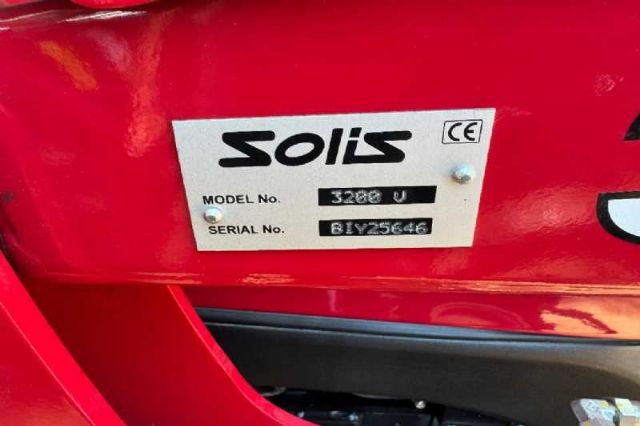 Solis
CE
MODEL No. 3200 V
SERIAL No. BIY25646